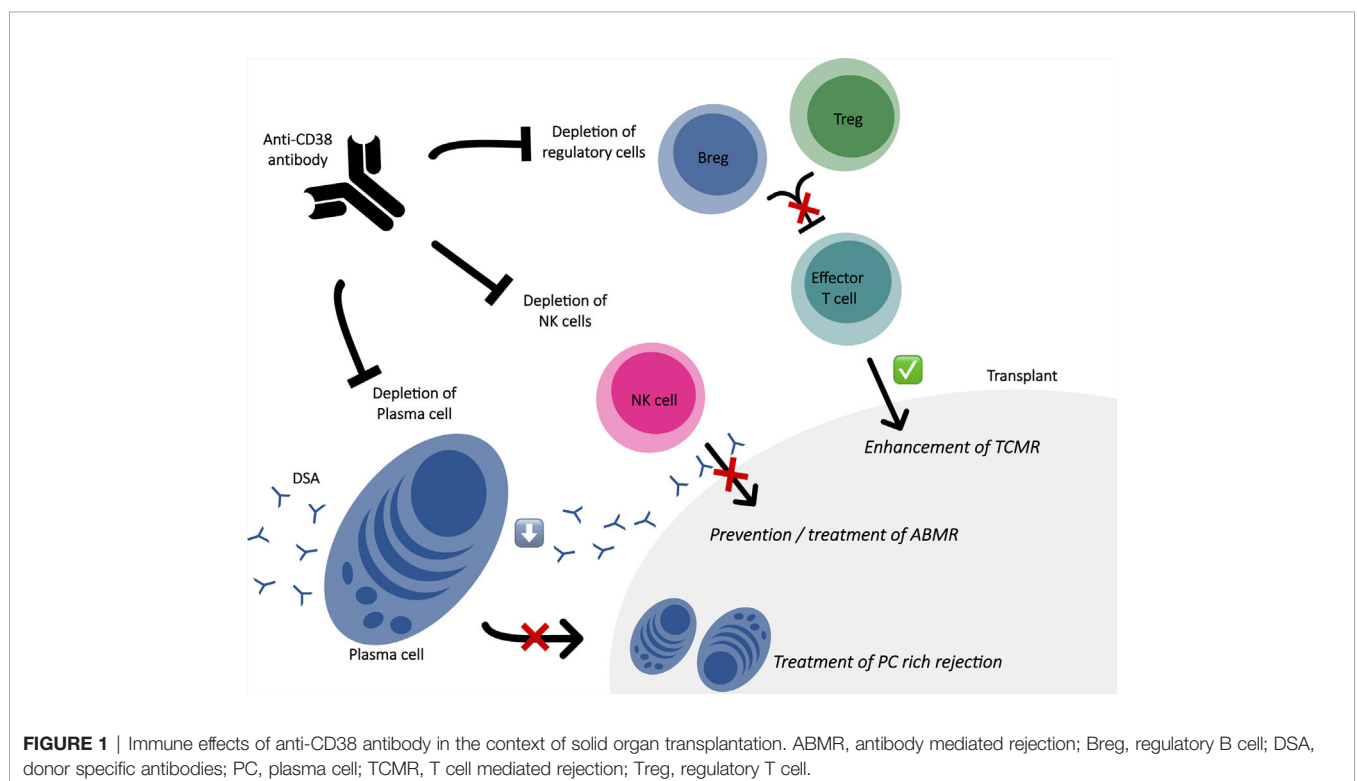 Anti-CD38
antibody
Depletion of
regulatory cells
Breg
Treg
Effector
T cell
Depletion of
NK cells
NK cell
Transplant
Enhancement of TCMR
Depletion of
Plasma cell
DSA
Prevention / treatment of ABMR
Plasma cell
Treatment of PC rich rejection
FIGURE 1 | Immune effects of anti-CD38 antibody in the context of solid organ transplantation. ABMR, antibody mediated rejection; Breg, regulatory B cell; DSA,
donor specific antibodies; PC, plasma cell; TCMR, T cell mediated rejection; Treg, regulatory T cell.